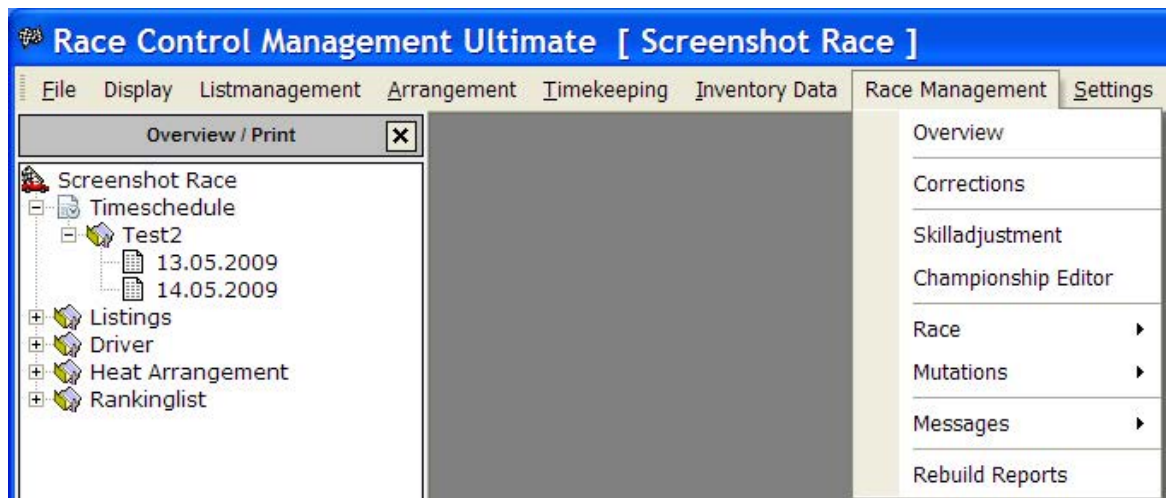 Race Control Management Ultimate [ Screenshot Race ]
File Display Listmanagement Arrangement Timekeeping Inventory Data Race Management Settings
Overview / Print
Screenshot Race
Timeschedule
Test2
13.05.2009
14.05.2009
Listings
Driver
Heat Arrangement
Rankinglist
Overview
Corrections
Skilladjustment
Championship Editor
Race
Mutations
Messages
Rebuild Reports